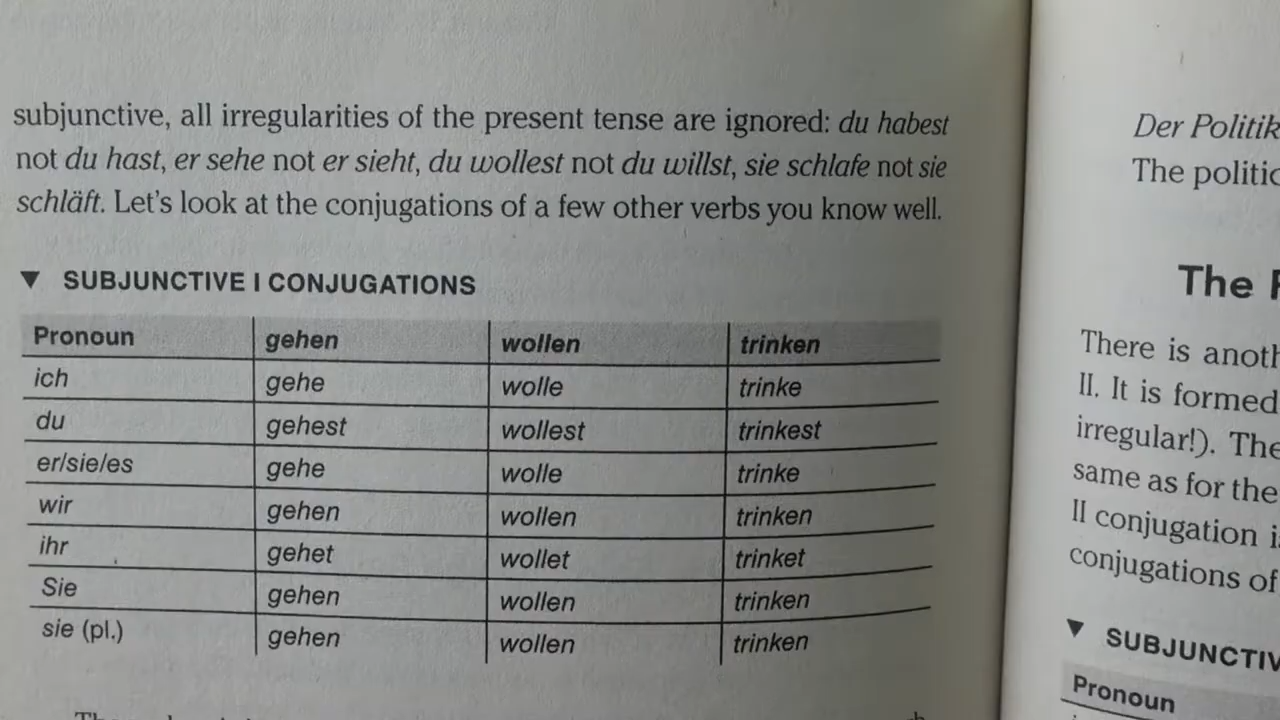 subjunctive, all irregularities of the present tense are ignored: du habest
not du hast, er sehe not er sieht, du wollest not du willst, sie schlafe not sie
schläft. Let's look at the conjugations of a few other verbs you know well.
▼ SUBJUNCTIVE I CONJUGATIONS
Pronoun gehen wollen trinken
ich gehe wolle trinke
du gehest wollest trinkest
er/sie/es gehe wolle trinke
wir gehen wollen trinken
ihr gehet wollet trinket
Sie gehen wollen trinken
sie (pl.) gehen wollen trinken
Der Politik
The politic
The
There is anoth
II. It is formed
irregular!). The
same as for the
II conjugation
conjugations of
▼ SUBJUNCTIV
Pronoun